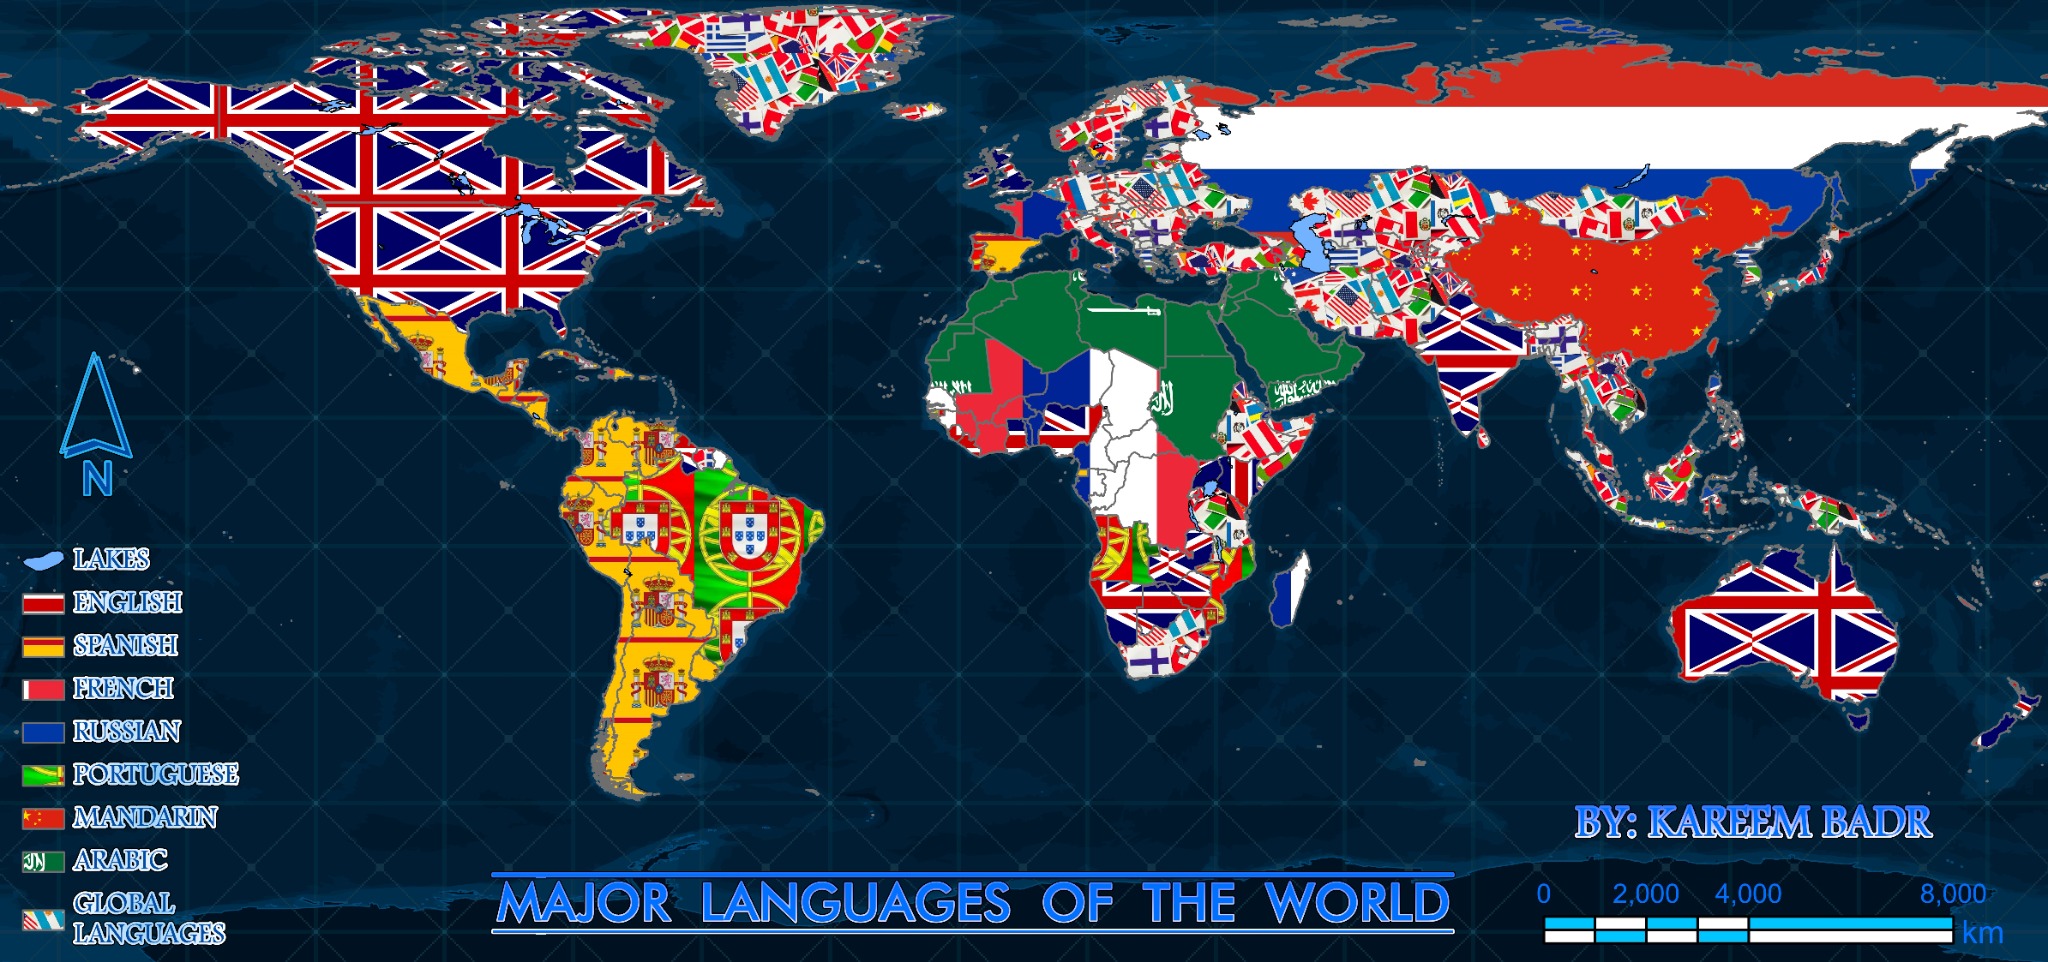 N
LAKES
ENGLISH
SPANISH
FRENCH
RUSSIAN
PORTUGUESE
MANDARIN
ARABIC
GLOBAL
LANGUAGES
MAJOR LANGUAGES OF THE WORLD
BY: KAREEM BADR
0 2,000 4,000 8,000
km